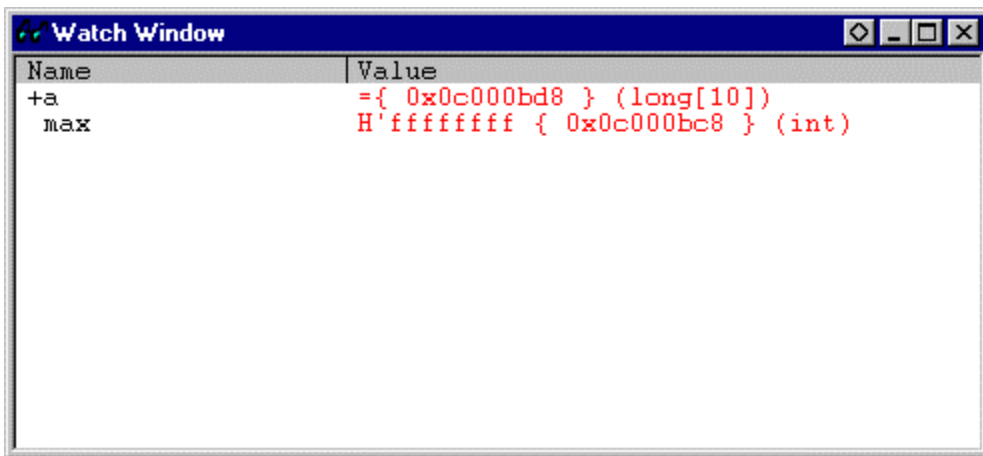 Watch Window
Name Value
+a ={ 0x0c000bd8 } (long[10])
max H'ffffffff { 0x0c000bc8 } (int)